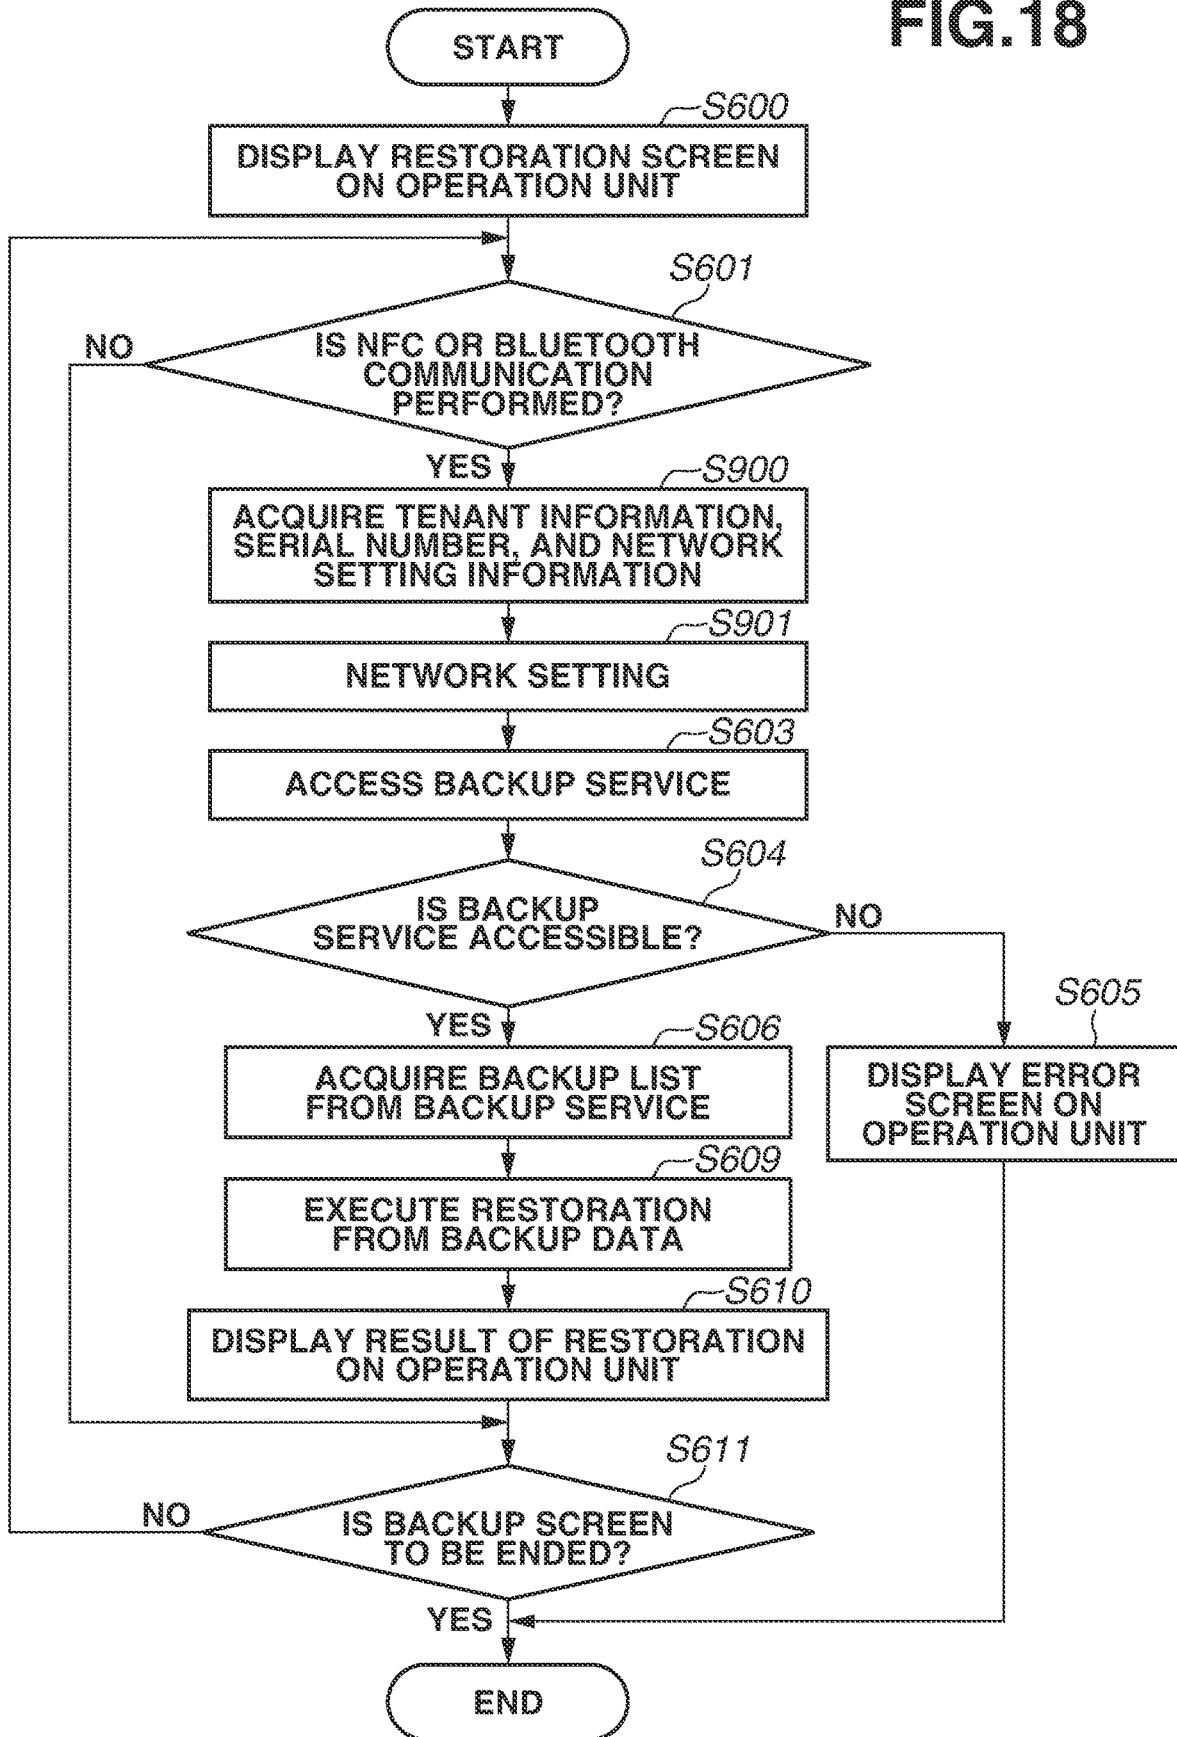 FIG.18
START
S600
DISPLAY RESTORATION SCREEN
ON OPERATION UNIT
S601
NO
IS NFC OR BLUETOOTH
COMMUNICATION
PERFORMED?
YES
S900
ACQUIRE TENANT INFORMATION,
SERIAL NUMBER, AND NETWORK
SETTING INFORMATION
S901
NETWORK SETTING
S603
ACCESS BACKUP SERVICE
S604
IS BACKUP
SERVICE ACCESSIBLE?
NO
S605
DISPLAY ERROR
SCREEN ON
OPERATION UNIT
YES
S606
ACQUIRE BACKUP LIST
FROM BACKUP SERVICE
S609
EXECUTE RESTORATION
FROM BACKUP DATA
S610
DISPLAY RESULT OF RESTORATION
ON OPERATION UNIT
S611
NO
IS BACKUP SCREEN
TO BE ENDED?
YES
END